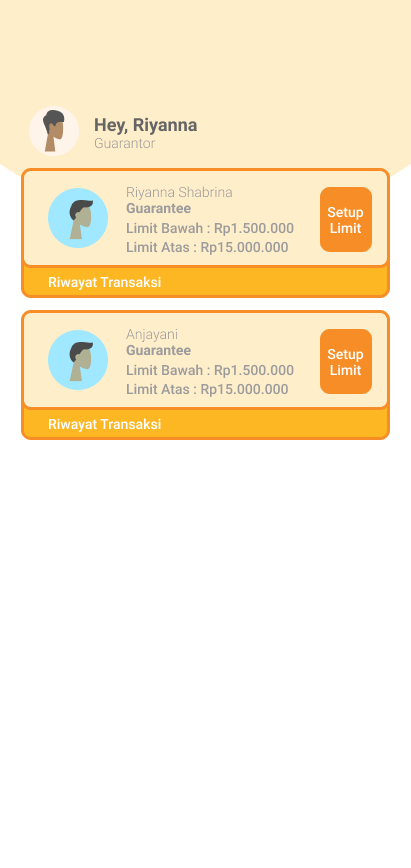 Hey, Riyanna
Guarantor
Riyanna Shabrina
Guarantee
Limit Bawah : Rp1.500.000
Limit Atas : Rp15.000.000
Setup
Limit
Riwayat Transaksi
Anjayani
Guarantee
Limit Bawah : Rp1.500.000
Limit Atas : Rp15.000.000
Setup
Limit
Riwayat Transaksi